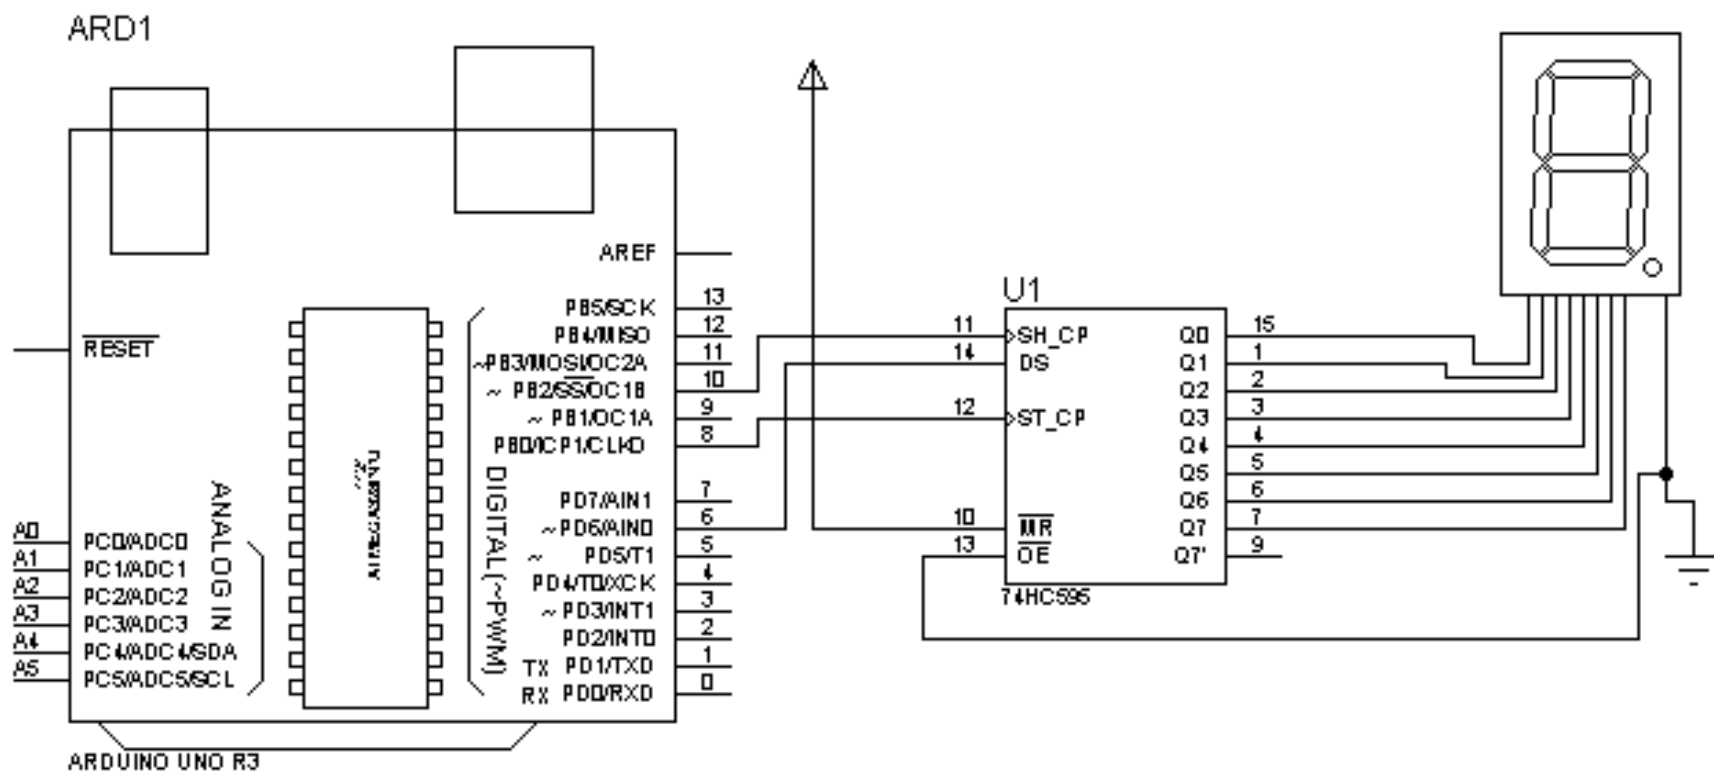 ARD1
AREF
RESET
PB5/SCK 13
PB4/MISO 12
~PB3/MOSI/OC2A 11
~ PB2/SS/OC1B 10
~ PB1/OC1A 9
PB0/ICP1/CLKO 8
PD7/AIN1 7
~PD6/AIN0 6
~ PD5/T1 5
PD4/T0/XCK 4
~PD3/INT1 3
PD2/INT0 2
TX PD1/TXD 1
RX PD0/RXD 0
DIGITAL (~PWM)
ANALOG IN
A0 PC0/ADC0
A1 PC1/ADC1
A2 PC2/ADC2
A3 PC3/ADC3
A4 PC4/ADC4/SDA
A5 PC5/ADC5/SCL
ARDUINO UNO R3
U1
11 SH_CP Q0 15
14 DS Q1 1
Q2 2
12 ST_CP Q3 3
Q4 4
Q5 5
Q6 6
10 MR Q7 7
13 OE Q7' 9
74HC595